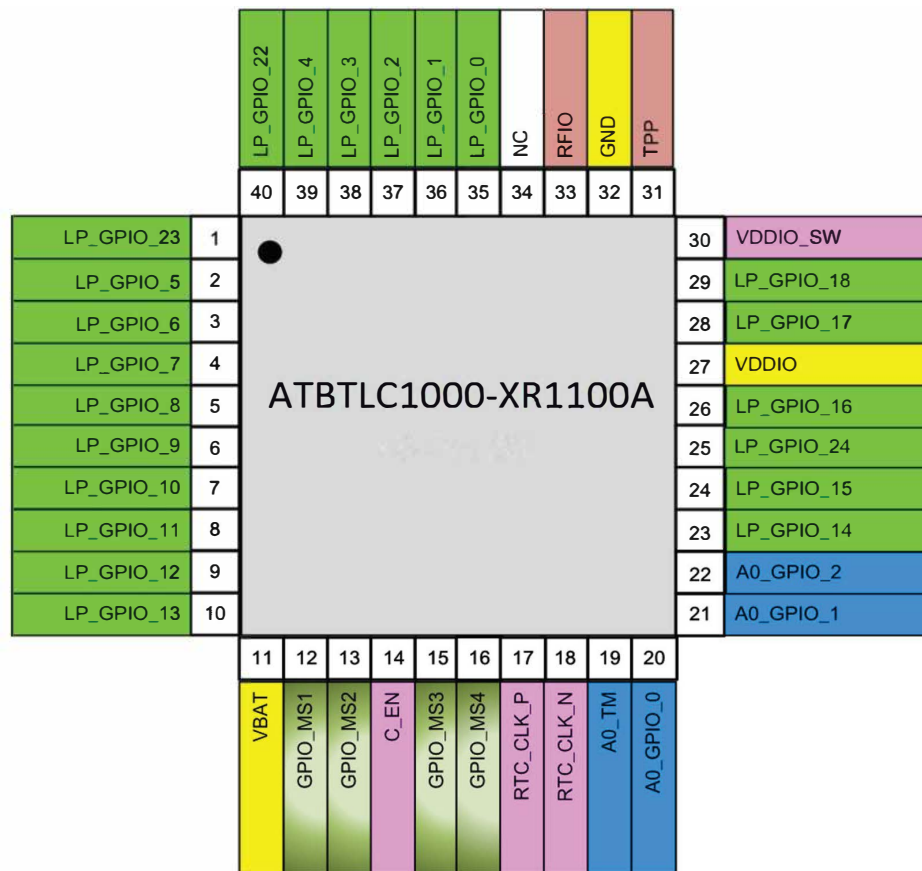 LP_GPIO_22 LP_GPIO_4 LP_GPIO_3 LP_GPIO_2 LP_GPIO_1 LP_GPIO_0 NC RFIO GND TPP
40 39 38 37 36 35 34 33 32 31
LP_GPIO_23 1 30 VDDIO_SW
LP_GPIO_5 2 29 LP_GPIO_18
LP_GPIO_6 3 28 LP_GPIO_17
LP_GPIO_7 4 27 VDDIO
LP_GPIO_8 5 ATBTLC1000-XR1100A 26 LP_GPIO_16
LP_GPIO_9 6 25 LP_GPIO_24
LP_GPIO_10 7 24 LP_GPIO_15
LP_GPIO_11 8 23 LP_GPIO_14
LP_GPIO_12 9 22 A0_GPIO_2
LP_GPIO_13 10 21 A0_GPIO_1
11 12 13 14 15 16 17 18 19 20
VBAT GPIO_MS1 GPIO_MS2 C_EN GPIO_MS3 GPIO_MS4 RTC_CLK_P RTC_CLK_N A0_TM A0_GPIO_0